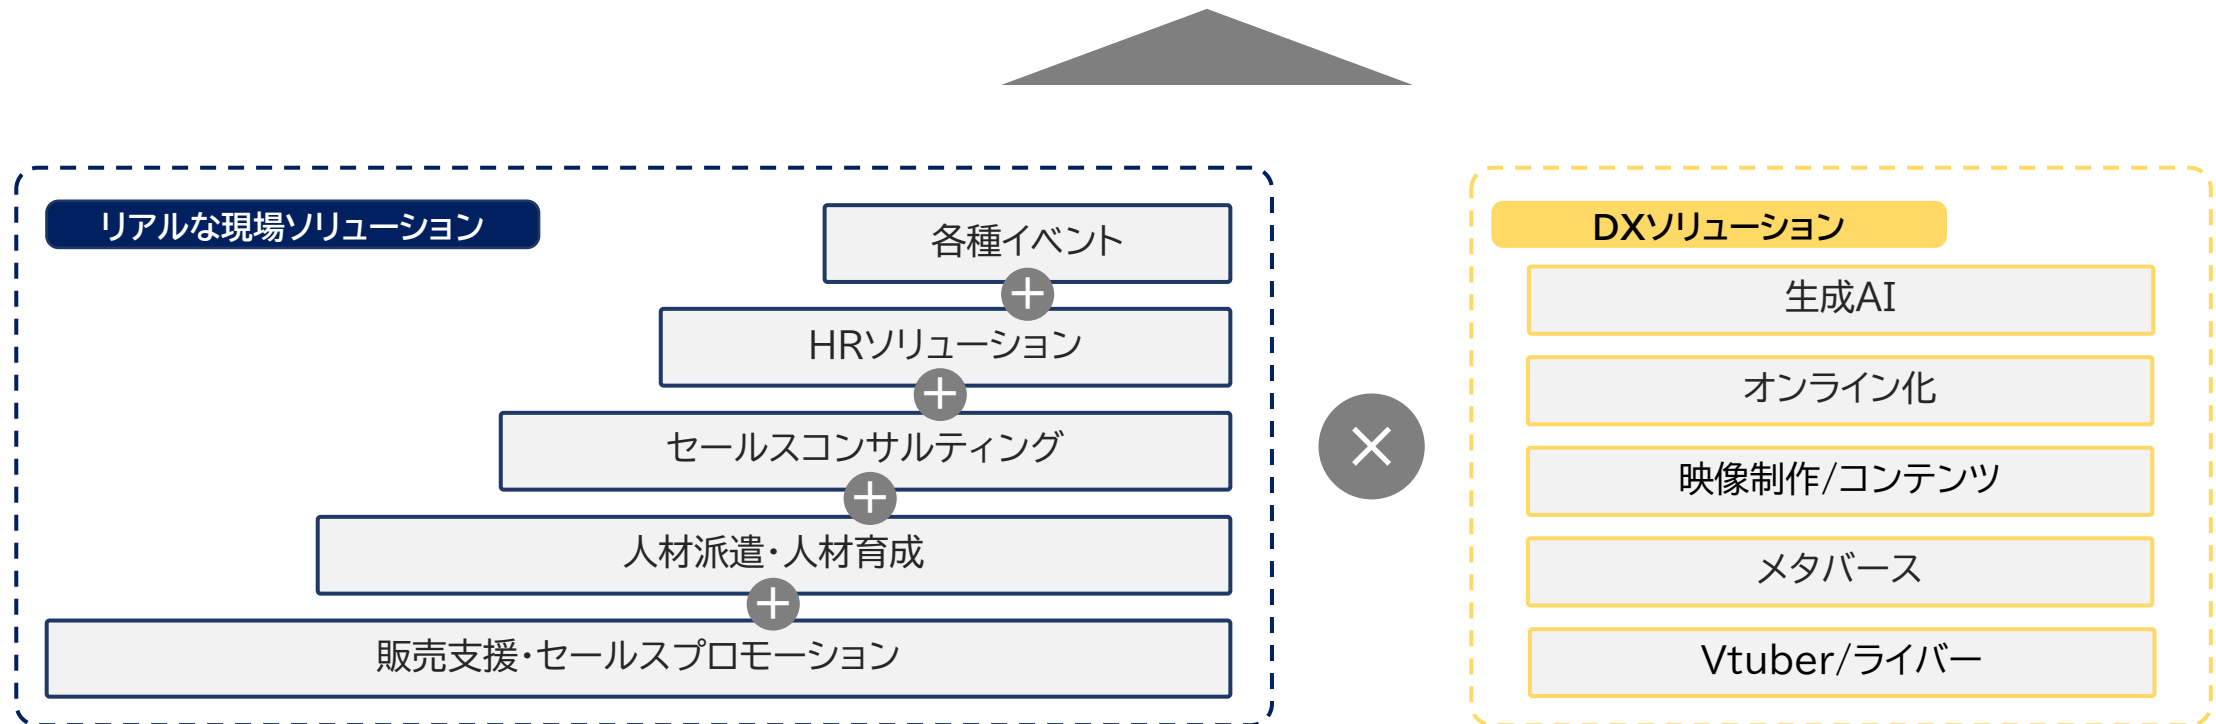 リアルな現場ソリューション
各種イベント
+
HRソリューション
+
セールスコンサルティング
+
人材派遣・人材育成
+
販売支援・セールスプロモーション
×
DXソリューション
生成AI
オンライン化
映像制作/コンテンツ
メタバース
Vtuber/ライバー